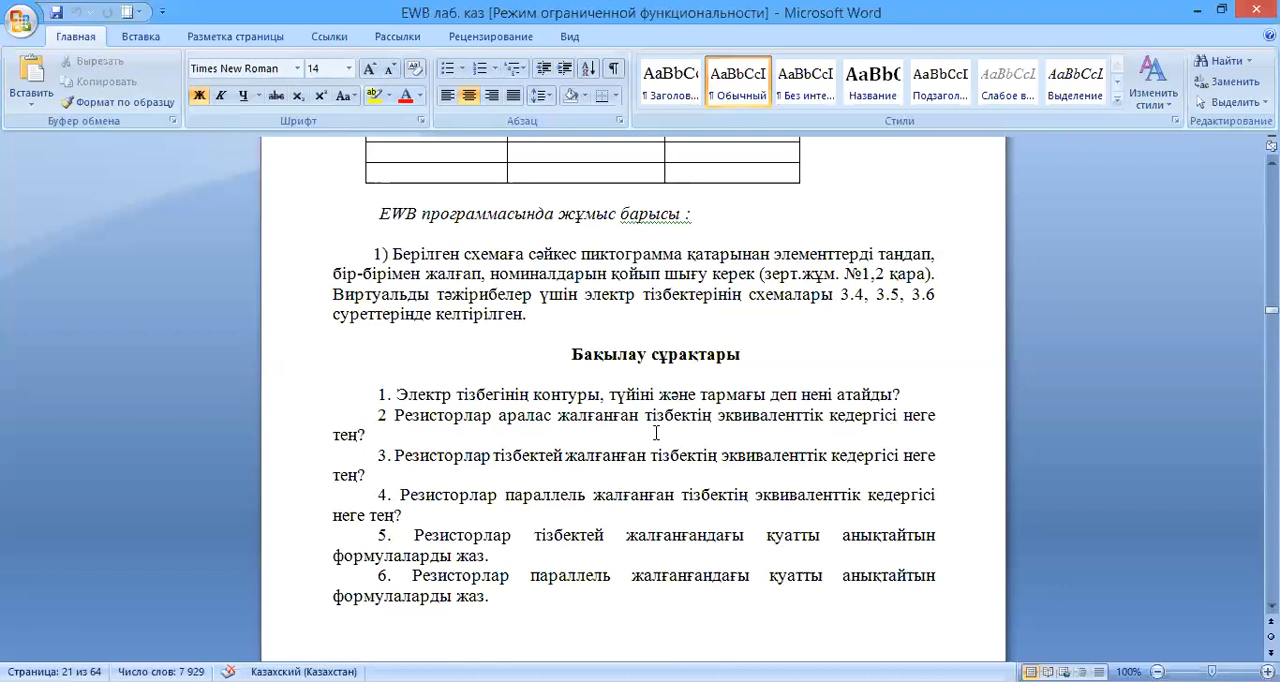 EWB лаб. каз [Режим ограниченной функциональности] - Microsoft Word
Главная Вставка Разметка страницы Ссылки Рассылки Рецензирование Вид
Вставить
Вырезать
Копировать
Формат по образцу
Буфер обмена
Times New Roman 14
Ж К Ч abc x₂ x² Aa
Шрифт
Абзац
AaBbCc AaBbCcI AaBbCcI AaBbC AaBbCcI AaBbCcI AaBbCcI
¶ Заголов... ¶ Обычный ¶ Без инте... Название Подзагол... Слабое в... Выделение
Стили
Изменить
стили
Найти
Заменить
Выделить
Редактирование
EWB программасында жұмыс барысы :
1) Берілген схемаға сәйкес пиктограмма қатарынан элементтерді таңдап,
бір-бірімен жалғап, номиналдарын қойып шығу керек (зерт.жұм. №1,2 қара).
Виртуальды тәжірибелер үшін электр тізбектерінің схемалары 3.4, 3.5, 3.6
суреттерінде келтірілген.
Бақылау сұрақтары
1. Электр тізбегінің контуры, түйіні және тармағы деп нені атайды?
2 Резисторлар аралас жалғанған тізбектің эквиваленттік кедергісі неге
тең?
3. Резисторлар тізбектей жалғанған тізбектің эквиваленттік кедергісі неге
тең?
4. Резисторлар параллель жалғанған тізбектің эквиваленттік кедергісі
неге тең?
5. Резисторлар тізбектей жалғанғандағы қуатты анықтайтын
формулаларды жаз.
6. Резисторлар параллель жалғанғандағы қуатты анықтайтын
формулаларды жаз.
Страница: 21 из 64 Число слов: 7 929 Казахский (Казахстан) 100%